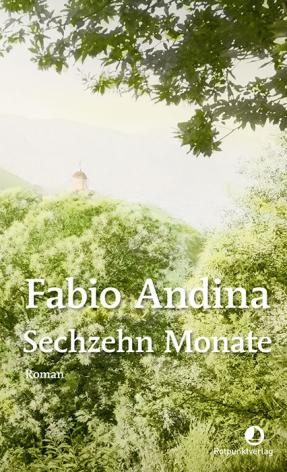 Fabio Andina
Sechzehn Monate
Roman
Rotpunktverlag